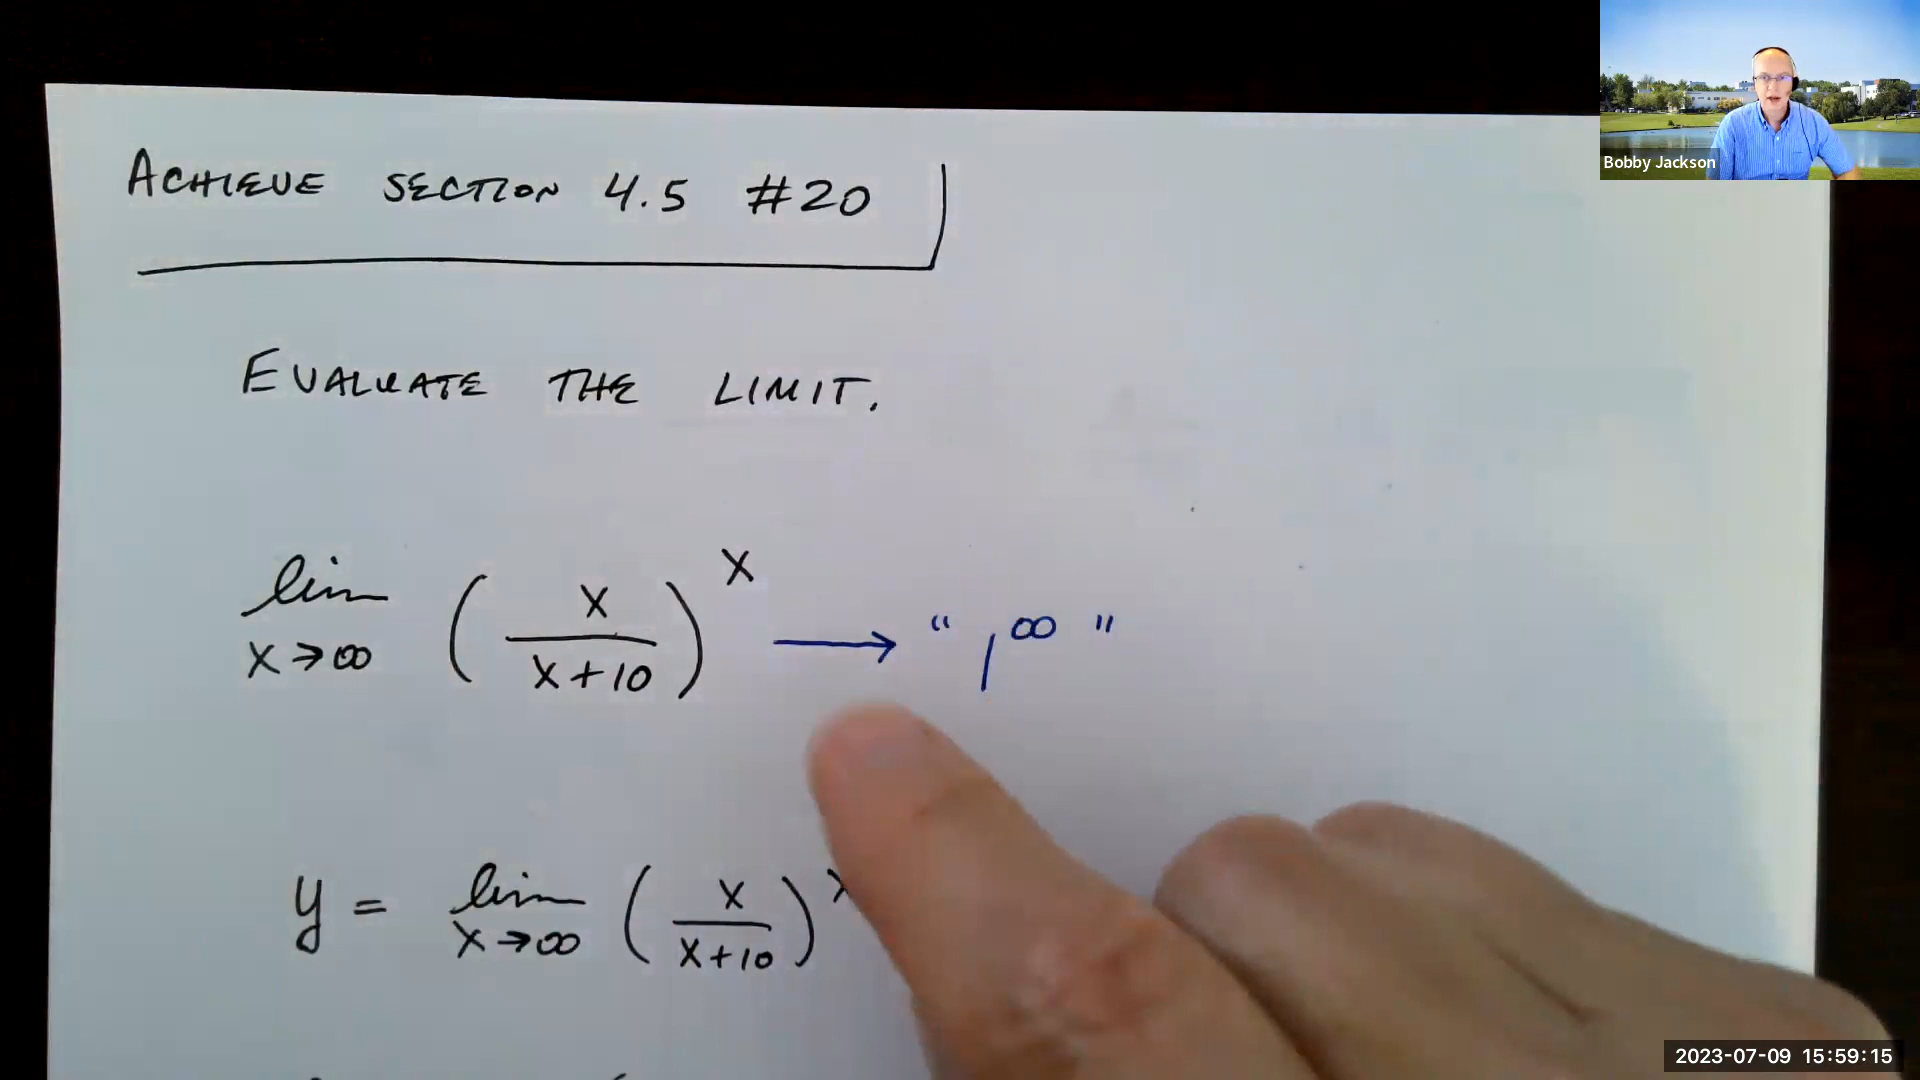 ACHIEVE SECTION 4.5 #20
EVALUATE THE LIMIT.
lim x→∞ (x/(x+10))^x → “1^∞”
y = lim x→∞ (x/(x+10))^x
Bobby Jackson
2023-07-09 15:59:15